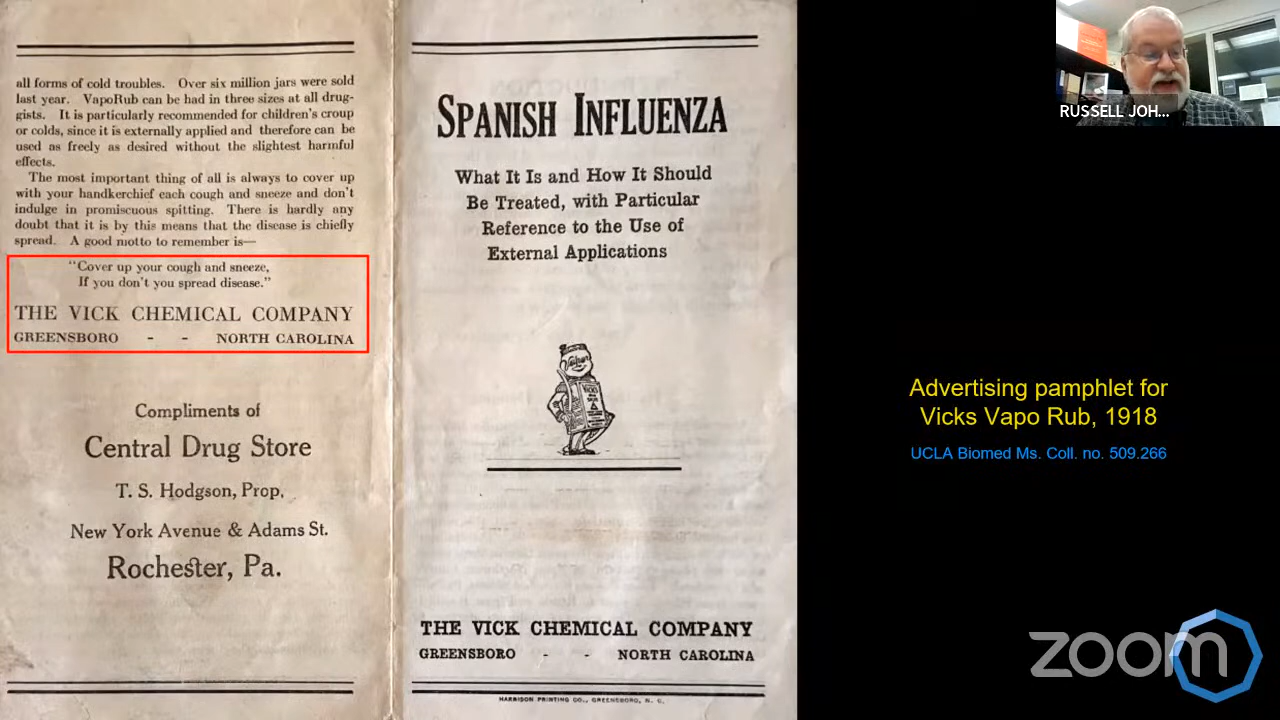 all forms of cold troubles. Over six million jars were sold
last year. VapoRub can be had in three sizes at all drug-
gists. It is particularly recommended for children's croup
or colds, since it is externally applied and therefore can be
used as freely as desired without the slightest harmful
effects.
The most important thing of all is always to cover up
with your handkerchief each cough and sneeze and don't
indulge in promiscuous spitting. There is hardly any
doubt that it is by this means that the disease is chiefly
spread. A good motto to remember is—
"Cover up your cough and sneeze,
If you don't you spread disease."
THE VICK CHEMICAL COMPANY
GREENSBORO - - NORTH CAROLINA
Compliments of
Central Drug Store
T. S. Hodgson, Prop.
New York Avenue & Adams St.
Rochester, Pa.
SPANISH INFLUENZA
What It Is and How It Should
Be Treated, with Particular
Reference to the Use of
External Applications
VICKS
THE VICK CHEMICAL COMPANY
GREENSBORO - - NORTH CAROLINA
HARRISON PRINTING CO., GREENSBORO, N. C.
RUSSELL JOH...
Advertising pamphlet for
Vicks Vapo Rub, 1918
UCLA Biomed Ms. Coll. no. 509.266
zoom